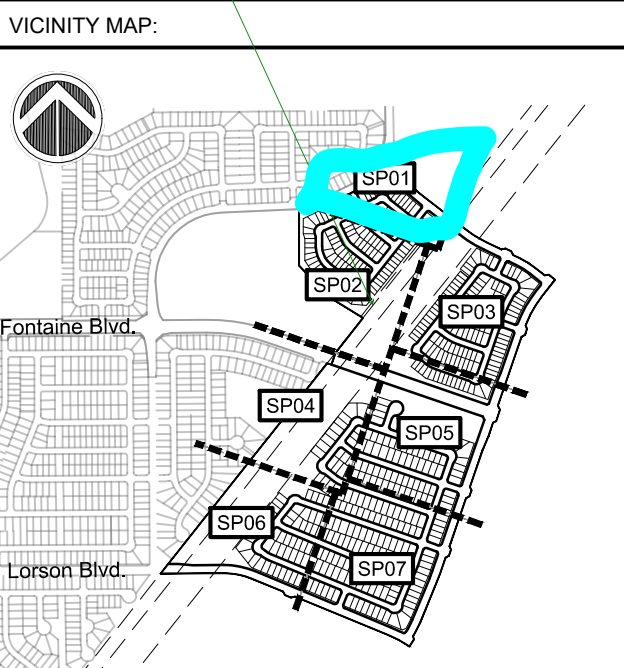 VICINITY MAP:
SP01
SP02
SP03
Fontaine Blvd.
SP04
SP05
SP06
SP07
Lorson Blvd.